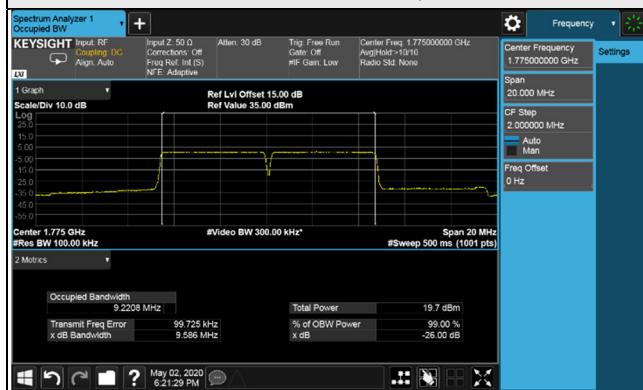 Spectrum Analyzer 1
Occupied BW
Frequency
KEYSIGHT Input: RF
Coupling: DC
Align: Auto
Input Z: 50 Ω
Corrections: Off
Freq Ref: Int (S)
NFE: Adaptive
Atten: 30 dB
Trig: Free Run
Gate: Off
#IF Gain: Low
Center Freq: 1.775000000 GHz
Avg|Hold:>10/10
Radio Std: None
LXI
Center Frequency
1.775000000 GHz
Settings
Span
20.000 MHz
CF Step
2.000000 MHz
Auto
Man
Freq Offset
0 Hz
1 Graph
Scale/Div 10.0 dB
Ref Lvl Offset 15.00 dB
Ref Value 35.00 dBm
Log
25.0
15.0
5.00
-5.00
-15.0
-25.0
-35.0
-45.0
-55.0
Center 1.775 GHz
#Res BW 100.00 kHz
#Video BW 300.00 kHz*
Span 20 MHz
#Sweep 500 ms (1001 pts)
2 Metrics
Occupied Bandwidth
9.2208 MHz
Total Power 19.7 dBm
Transmit Freq Error 99.725 kHz
% of OBW Power 99.00 %
x dB Bandwidth 9.586 MHz
x dB -26.00 dB
?
May 02, 2020
6:21:29 PM